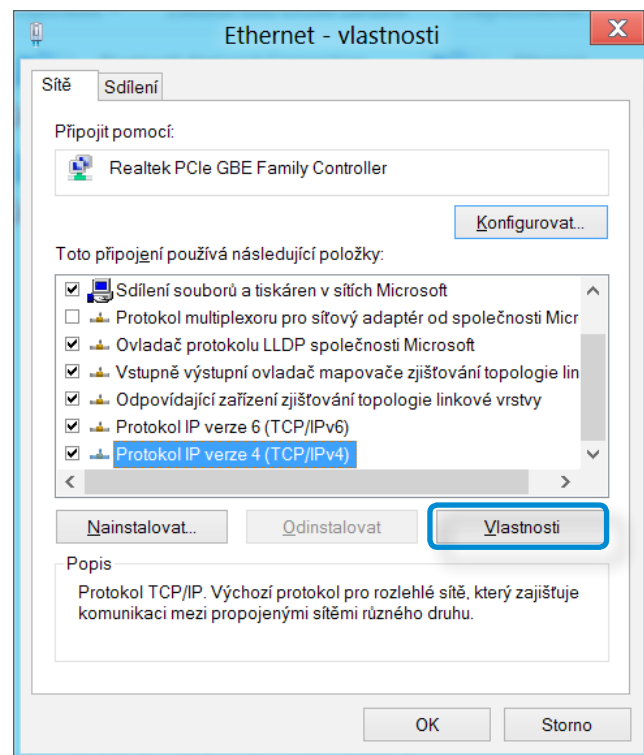 Ethernet - vlastnosti
X
Sítě
Sdílení
Připojit pomocí:
Realtek PCIe GBE Family Controller
Konfigurovat...
Toto připojení používá následující položky:
Sdílení souborů a tiskáren v sítích Microsoft
Protokol multiplexoru pro síťový adaptér od společnosti Micr
Ovladač protokolu LLDP společnosti Microsoft
Vstupně výstupní ovladač mapovače zjišťování topologie lin
Odpovídající zařízení zjišťování topologie linkové vrstvy
Protokol IP verze 6 (TCP/IPv6)
Protokol IP verze 4 (TCP/IPv4)
Nainstalovat... Odinstalovat Vlastnosti
Popis
Protokol TCP/IP. Výchozí protokol pro rozlehlé sítě, který zajišťuje
komunikaci mezi propojenými sítěmi různého druhu.
OK Storno